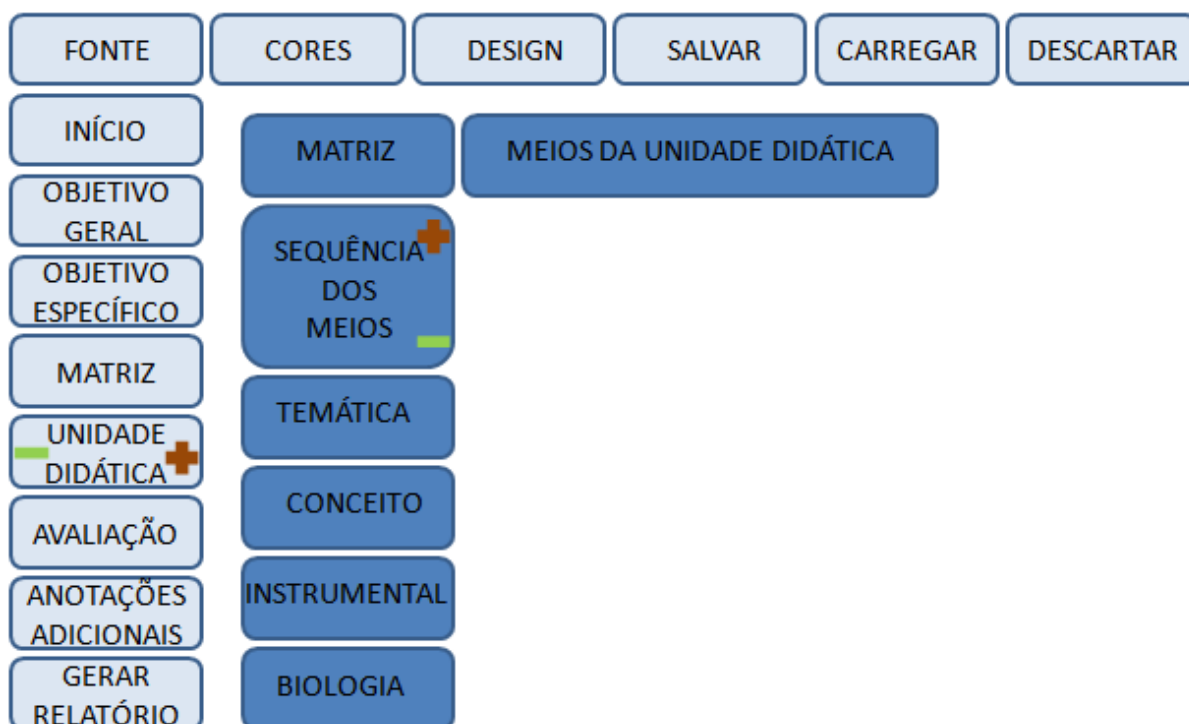 FONTE
CORES
DESIGN
SALVAR
CARREGAR
DESCARTAR
INÍCIO
OBJETIVO
GERAL
OBJETIVO
ESPECÍFICO
MATRIZ
UNIDADE
DIDÁTICA
AVALIAÇÃO
ANOTAÇÕES
ADICIONAIS
GERAR
RELATÓRIO
MATRIZ
MEIOS DA UNIDADE DIDÁTICA
SEQUÊNCIA
DOS
MEIOS
TEMÁTICA
CONCEITO
INSTRUMENTAL
BIOLOGIA